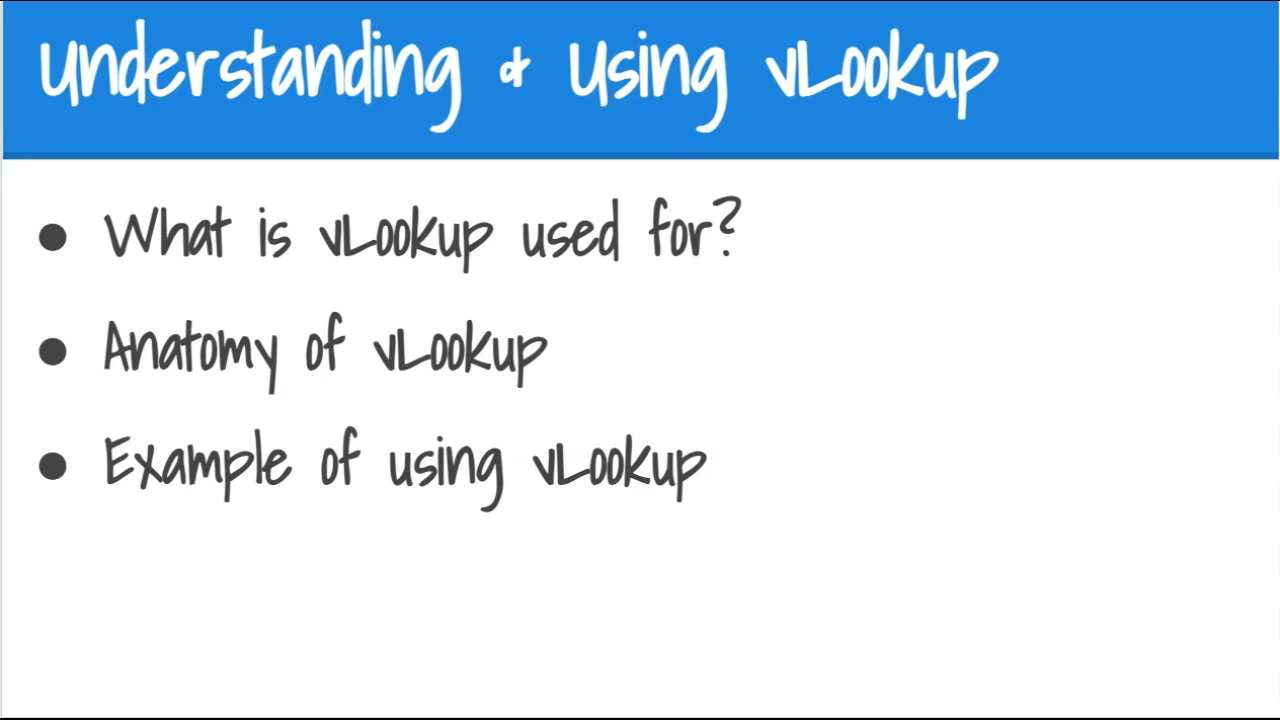 Understanding & Using vLookup
● What is vLookup used for?
● Anatomy of vLookup
● Example of using vLookup